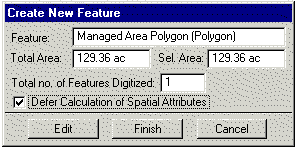 Create New Feature
Feature: Managed Area Polygon (Polygon)
Total Area: 129.36 ac Sel. Area: 129.36 ac
Total no. of Features Digitized: 1
Defer Calculation of Spatial Attributes
Edit Finish Cancel